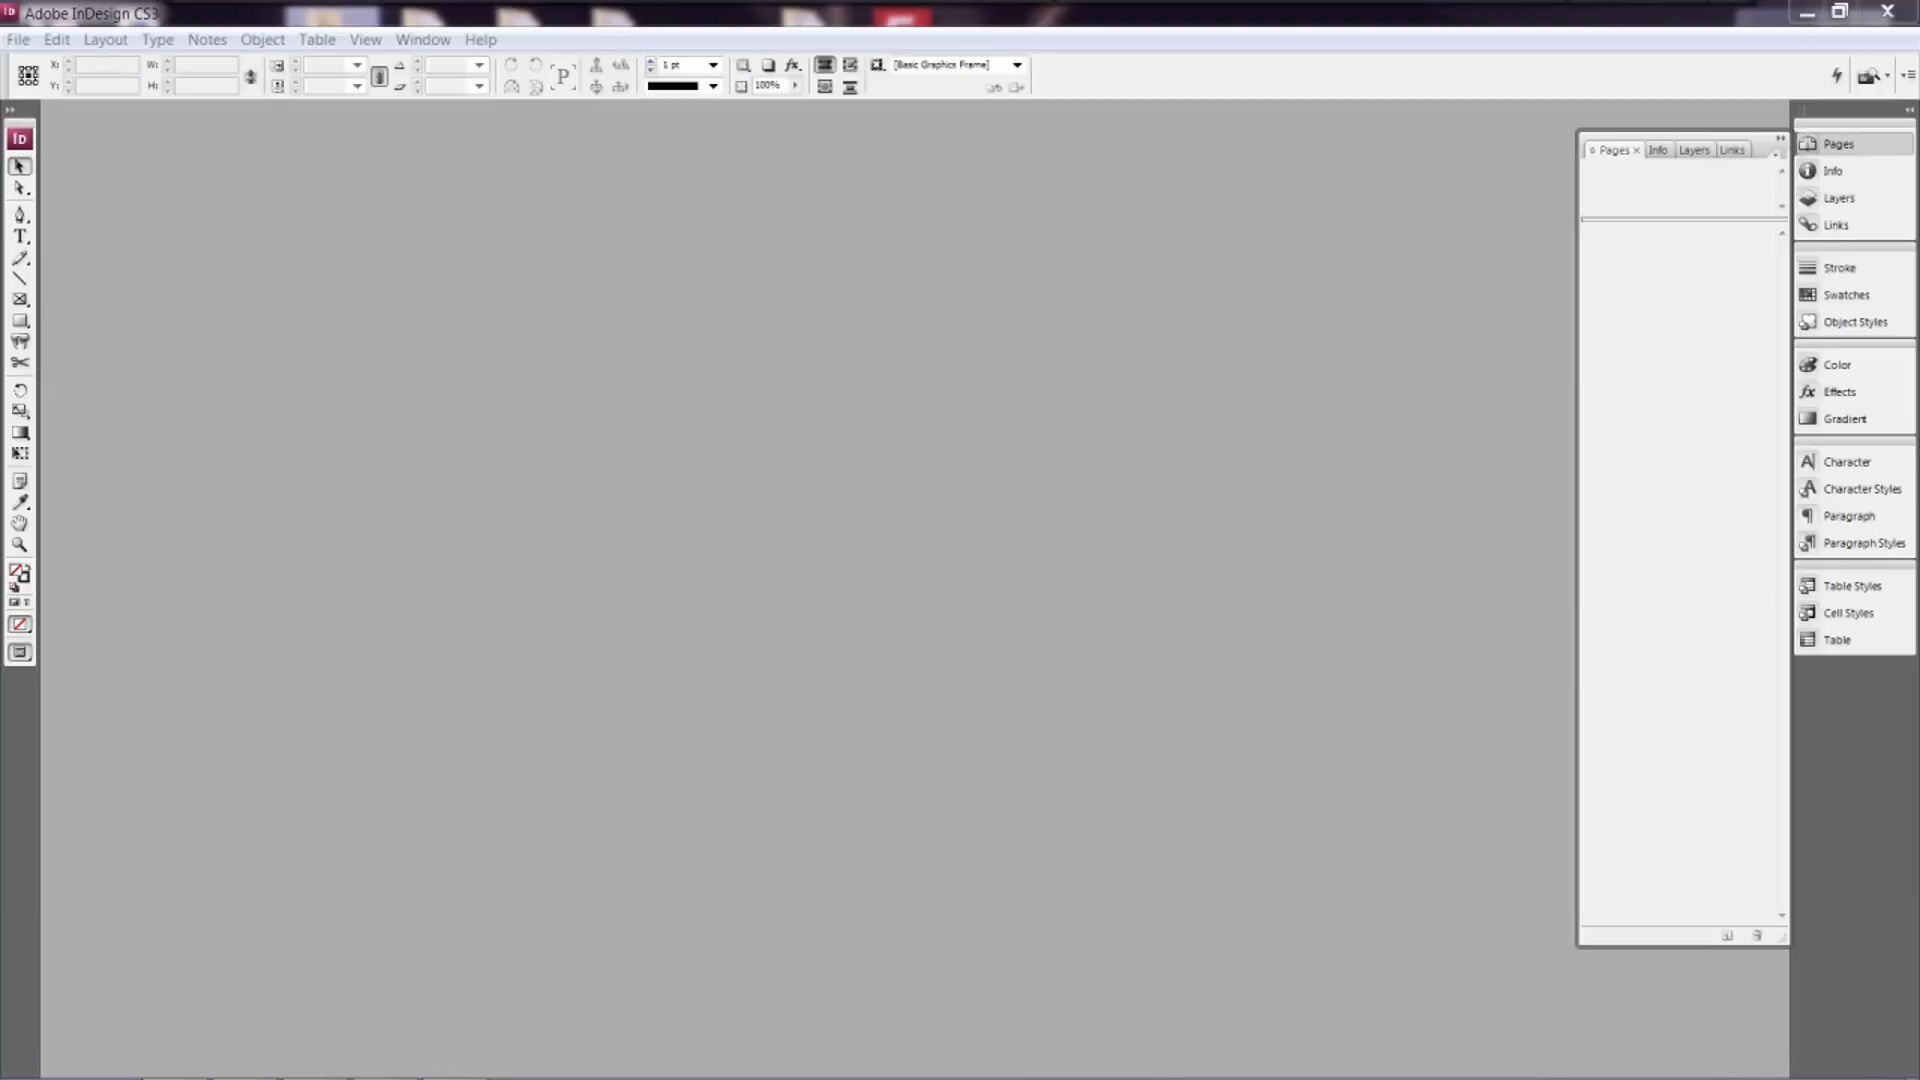 Adobe InDesign CS3
File Edit Layout Type Notes Object Table View Window Help
X: W: 1 pt [Basic Graphics Frame]
Y: H: P 100%
ID
Pages × Info Layers Links
Pages
Info
Layers
Links
Stroke
Swatches
Object Styles
Color
fx Effects
Gradient
Character
Character Styles
Paragraph
Paragraph Styles
Table Styles
Cell Styles
Table